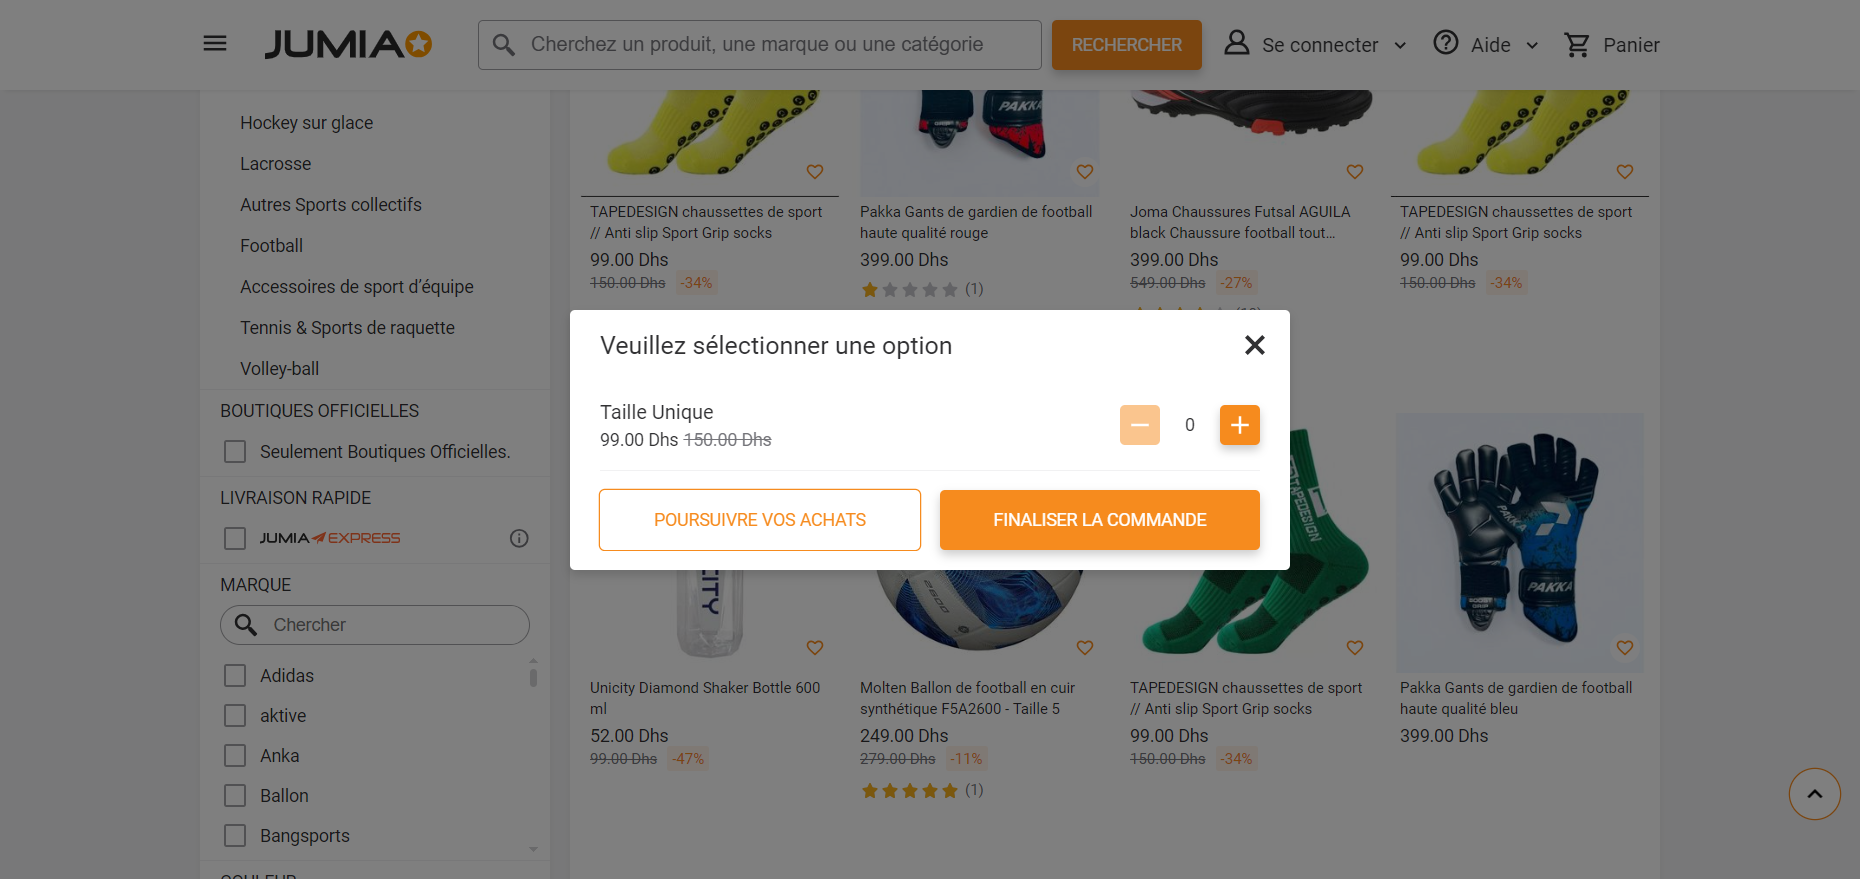 JUMIA
Cherchez un produit, une marque ou une catégorie
RECHERCHER
Se connecter
Aide
Panier
Hockey sur glace
Lacrosse
Autres Sports collectifs
Football
Accessoires de sport d’équipe
Tennis & Sports de raquette
Volley-ball
BOUTIQUES OFFICIELLES
Seulement Boutiques Officielles.
LIVRAISON RAPIDE
JUMIA EXPRESS
MARQUE
Chercher
Adidas
aktive
Anka
Ballon
Bangsports
COULEUR
PAKKA
TAPEDESIGN chaussettes de sport
// Anti slip Sport Grip socks
99.00 Dhs
150.00 Dhs -34%
Pakka Gants de gardien de football
haute qualité rouge
399.00 Dhs
(1)
Joma Chaussures Futsal AGUILA
black Chaussure football tout...
399.00 Dhs
549.00 Dhs -27%
TAPEDESIGN chaussettes de sport
// Anti slip Sport Grip socks
99.00 Dhs
150.00 Dhs -34%
Veuillez sélectionner une option
Taille Unique
99.00 Dhs 150.00 Dhs
0
POURSUIVRE VOS ACHATS
FINALISER LA COMMANDE
2600
TAPEDESIGN
PAKKA
PAKKA
Unicity Diamond Shaker Bottle 600
ml
52.00 Dhs
99.00 Dhs -47%
Molten Ballon de football en cuir
synthétique F5A2600 - Taille 5
249.00 Dhs
279.00 Dhs -11%
(1)
TAPEDESIGN chaussettes de sport
// Anti slip Sport Grip socks
99.00 Dhs
150.00 Dhs -34%
Pakka Gants de gardien de football
haute qualité bleu
399.00 Dhs